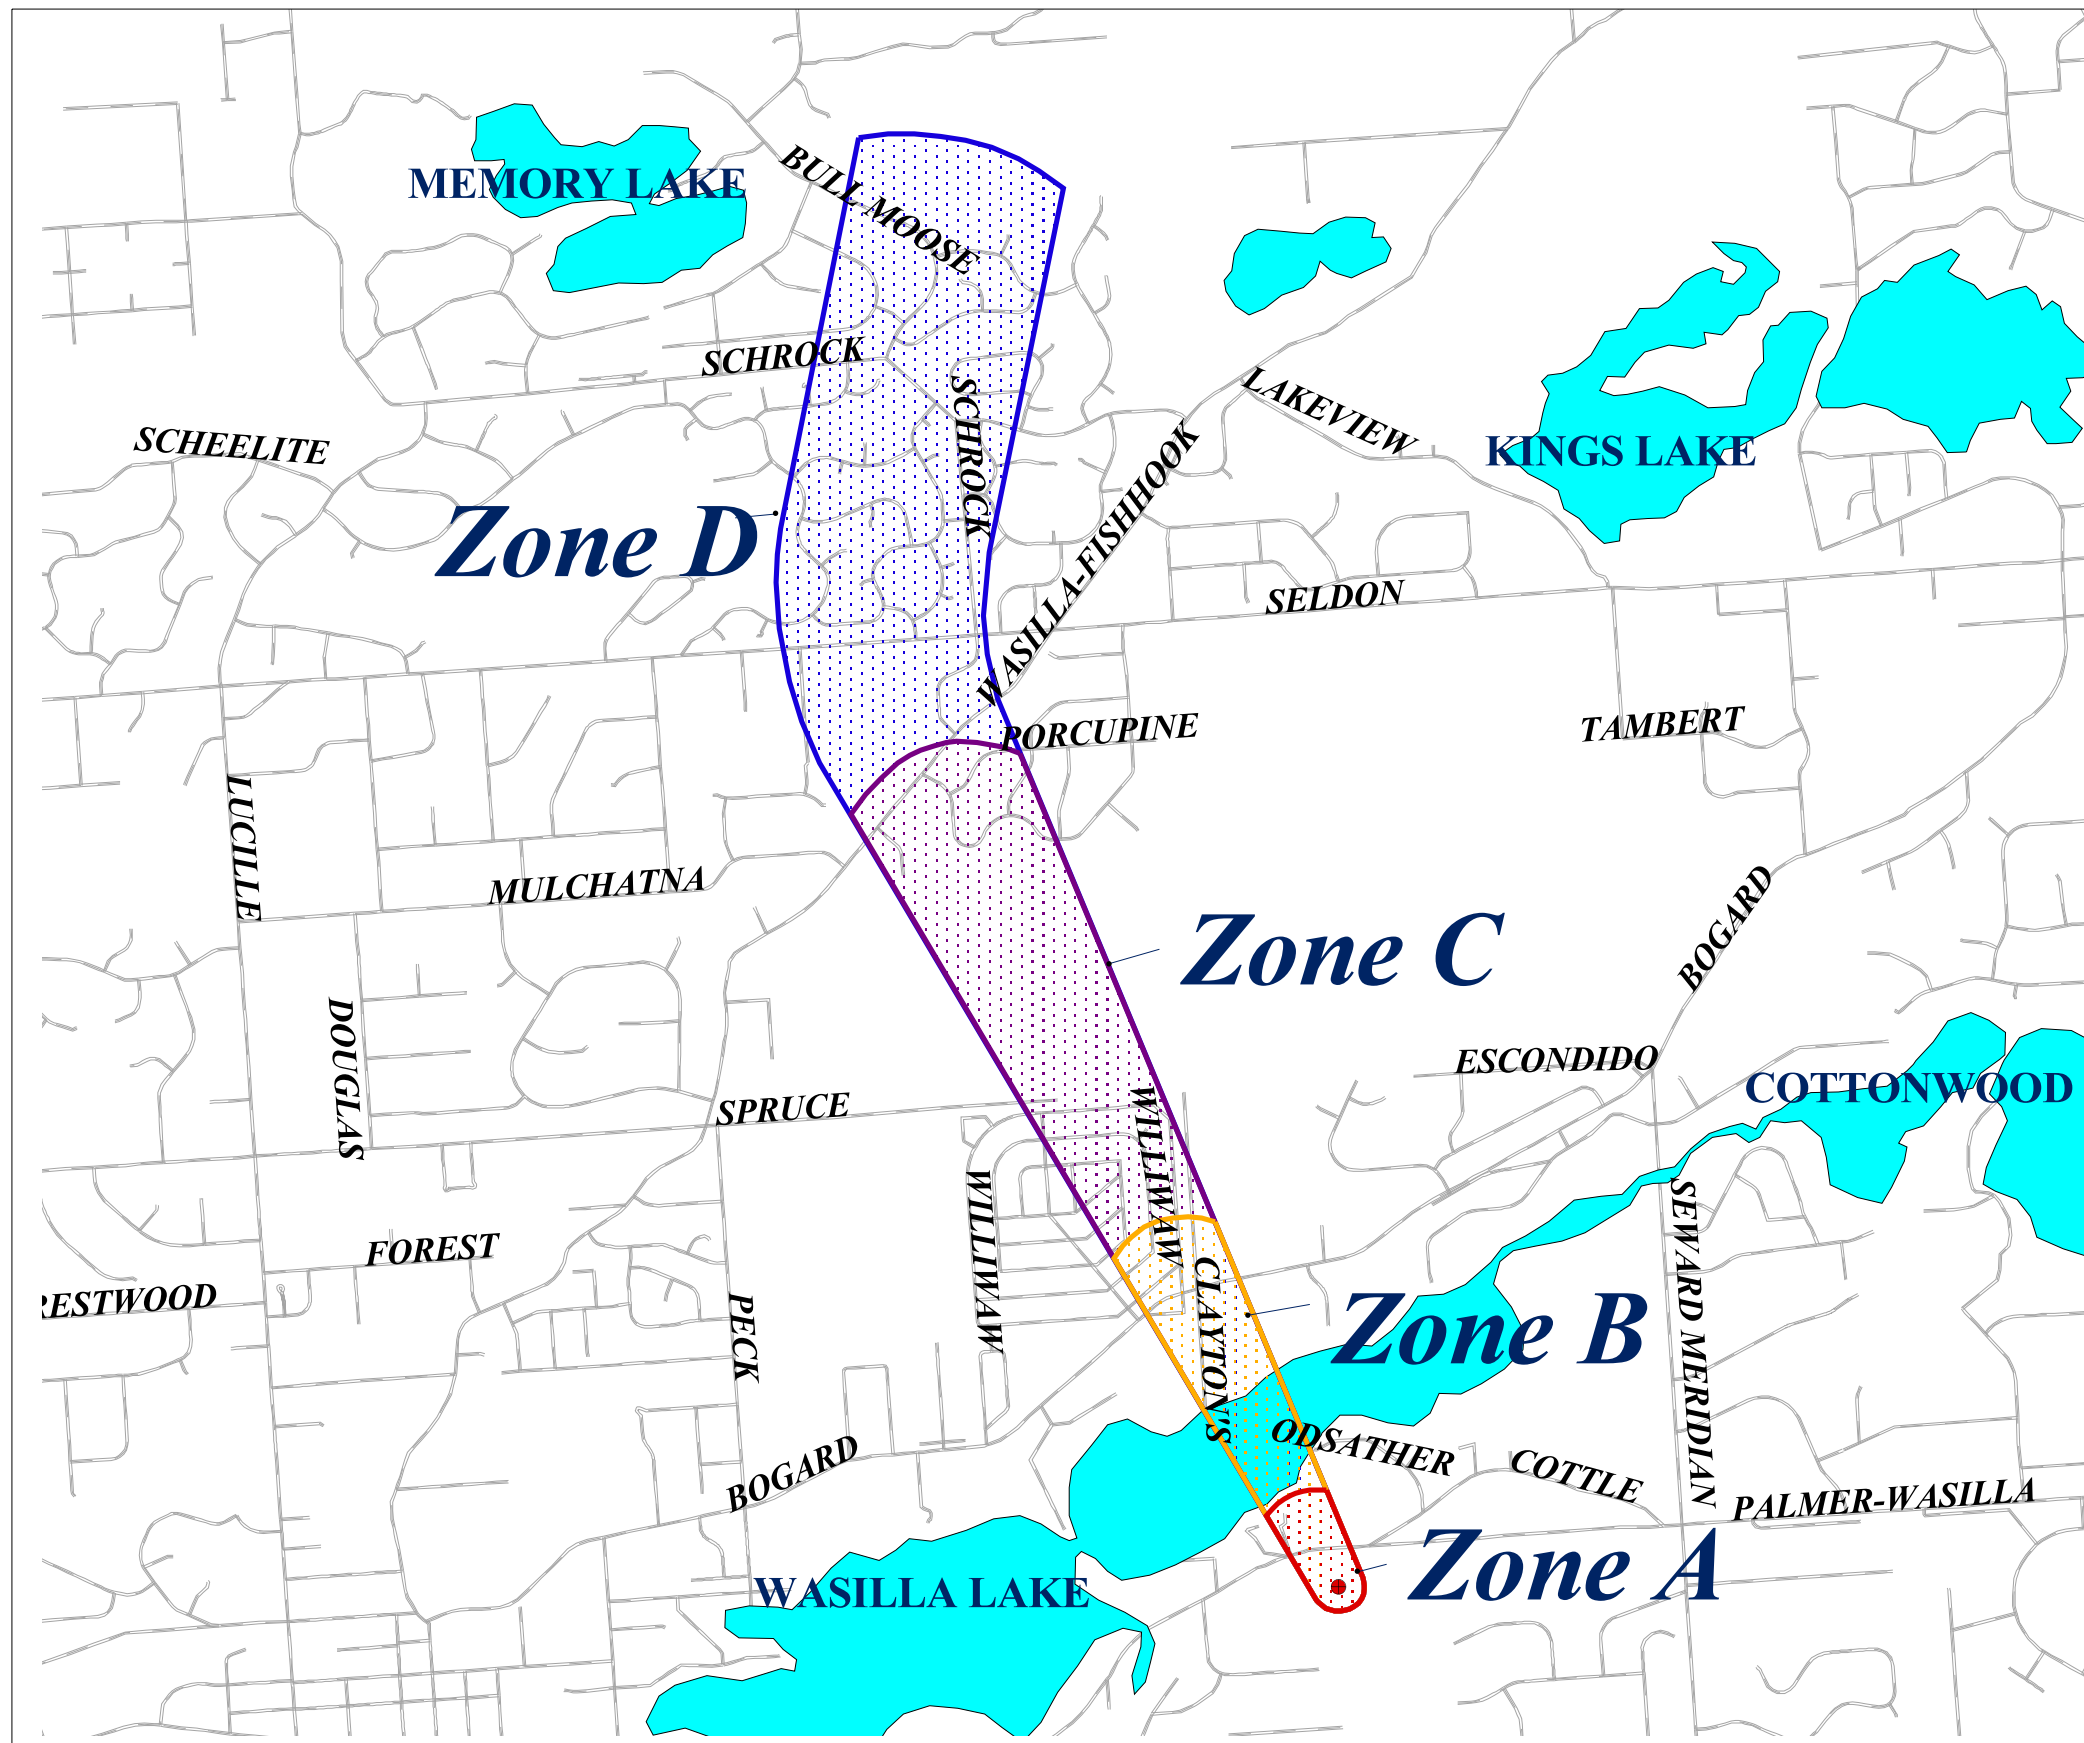 MEMORY LAKE
BULL MOOSE
SCHROCK
SCHROCK
LAKEVIEW
KINGS LAKE
SCHEELITE
WASILLA-FISHHOOK
Zone D
SELDON
PORCUPINE
TAMBERT
LUCILLE
MULCHATNA
BOGARD
Zone C
DOUGLAS
ESCONDIDO
COTTONWOOD
SPRUCE
WILLIWAW
WILLIWAW
SEWARD MERIDIAN
FOREST
RESTWOOD
PECK
CLAYTON'S
Zone B
BOGARD
ODSATHER
COTTLE
PALMER-WASILLA
WASILLA LAKE
Zone A